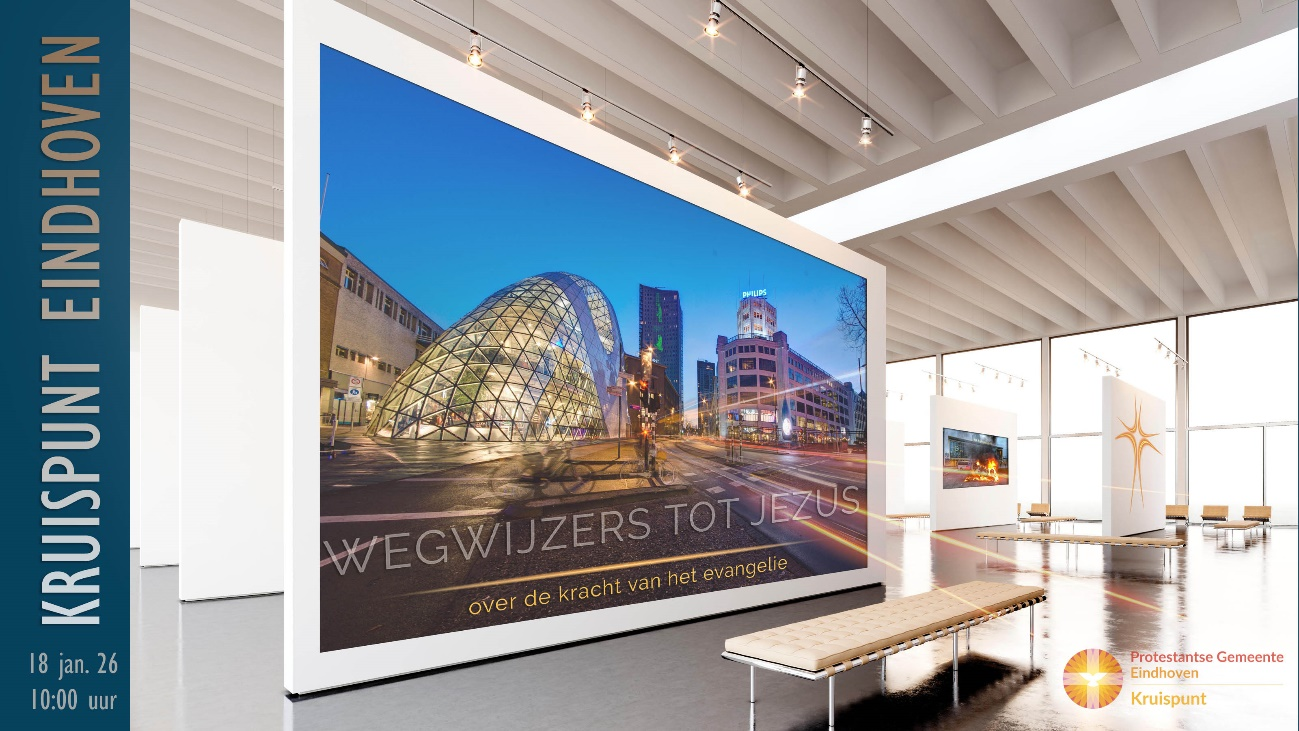 KRUISPUNT EINDHOVEN
18 jan. 26
10:00 uur
PHILIPS
WEGWIJZERS TOT JEZUS
over de kracht van het evangelie
Protestantse Gemeente
Eindhoven
Kruispunt